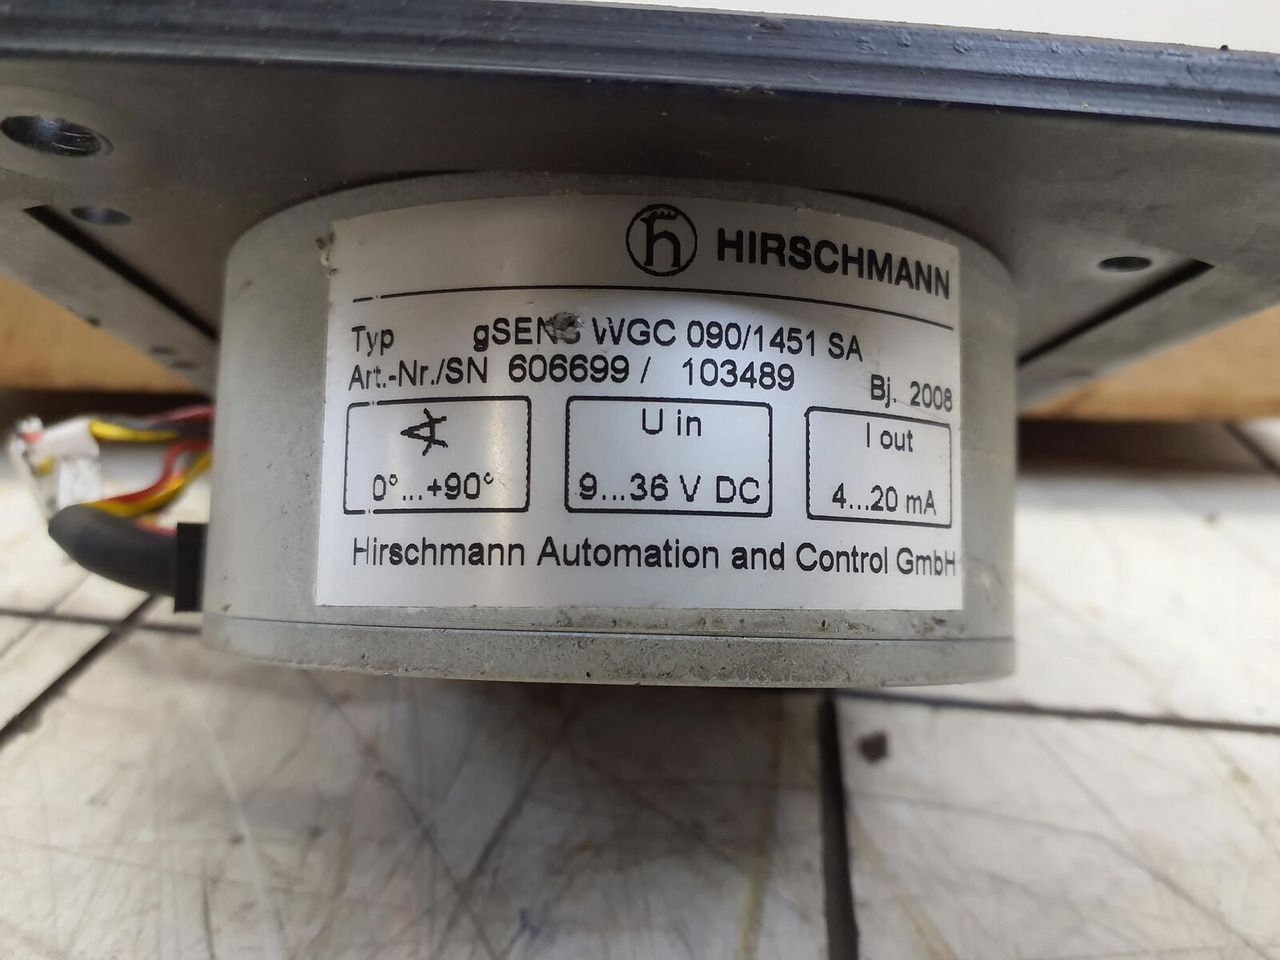 HIRSCHMANN
Typ gSENS WGC 090/1451 SA
Art.-Nr./SN 606699 / 103489 Bj. 2008
0°...+90°
U in
9...36 V DC
I out
4...20 mA
Hirschmann Automation and Control GmbH